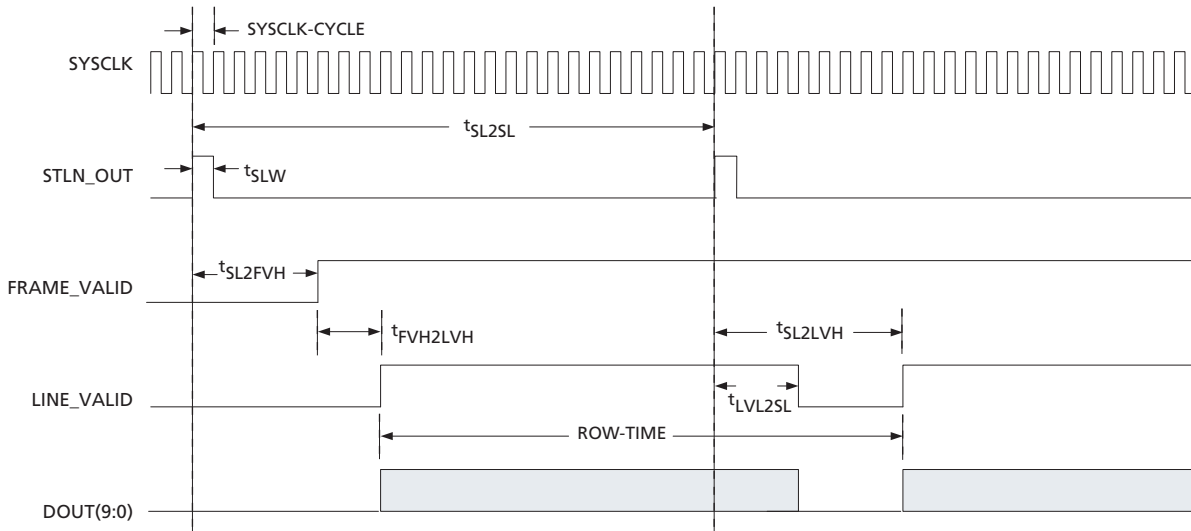 SYSCLK-CYCLE
SYSCLK
tSL2SL
STLN_OUT
tSLW
tSL2FVH
FRAME_VALID
tFVH2LVH
tSL2LVH
LINE_VALID
tLVL2SL
ROW-TIME
DOUT(9:0)